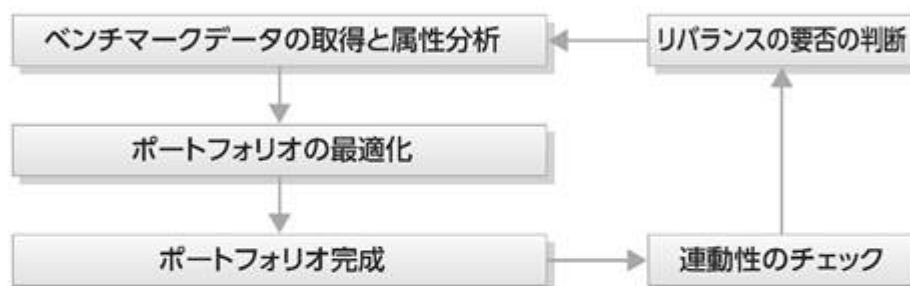 ベンチマークデータの取得と属性分析
リバランスの要否の判断
ポートフォリオの最適化
ポートフォリオ完成
連動性のチェック